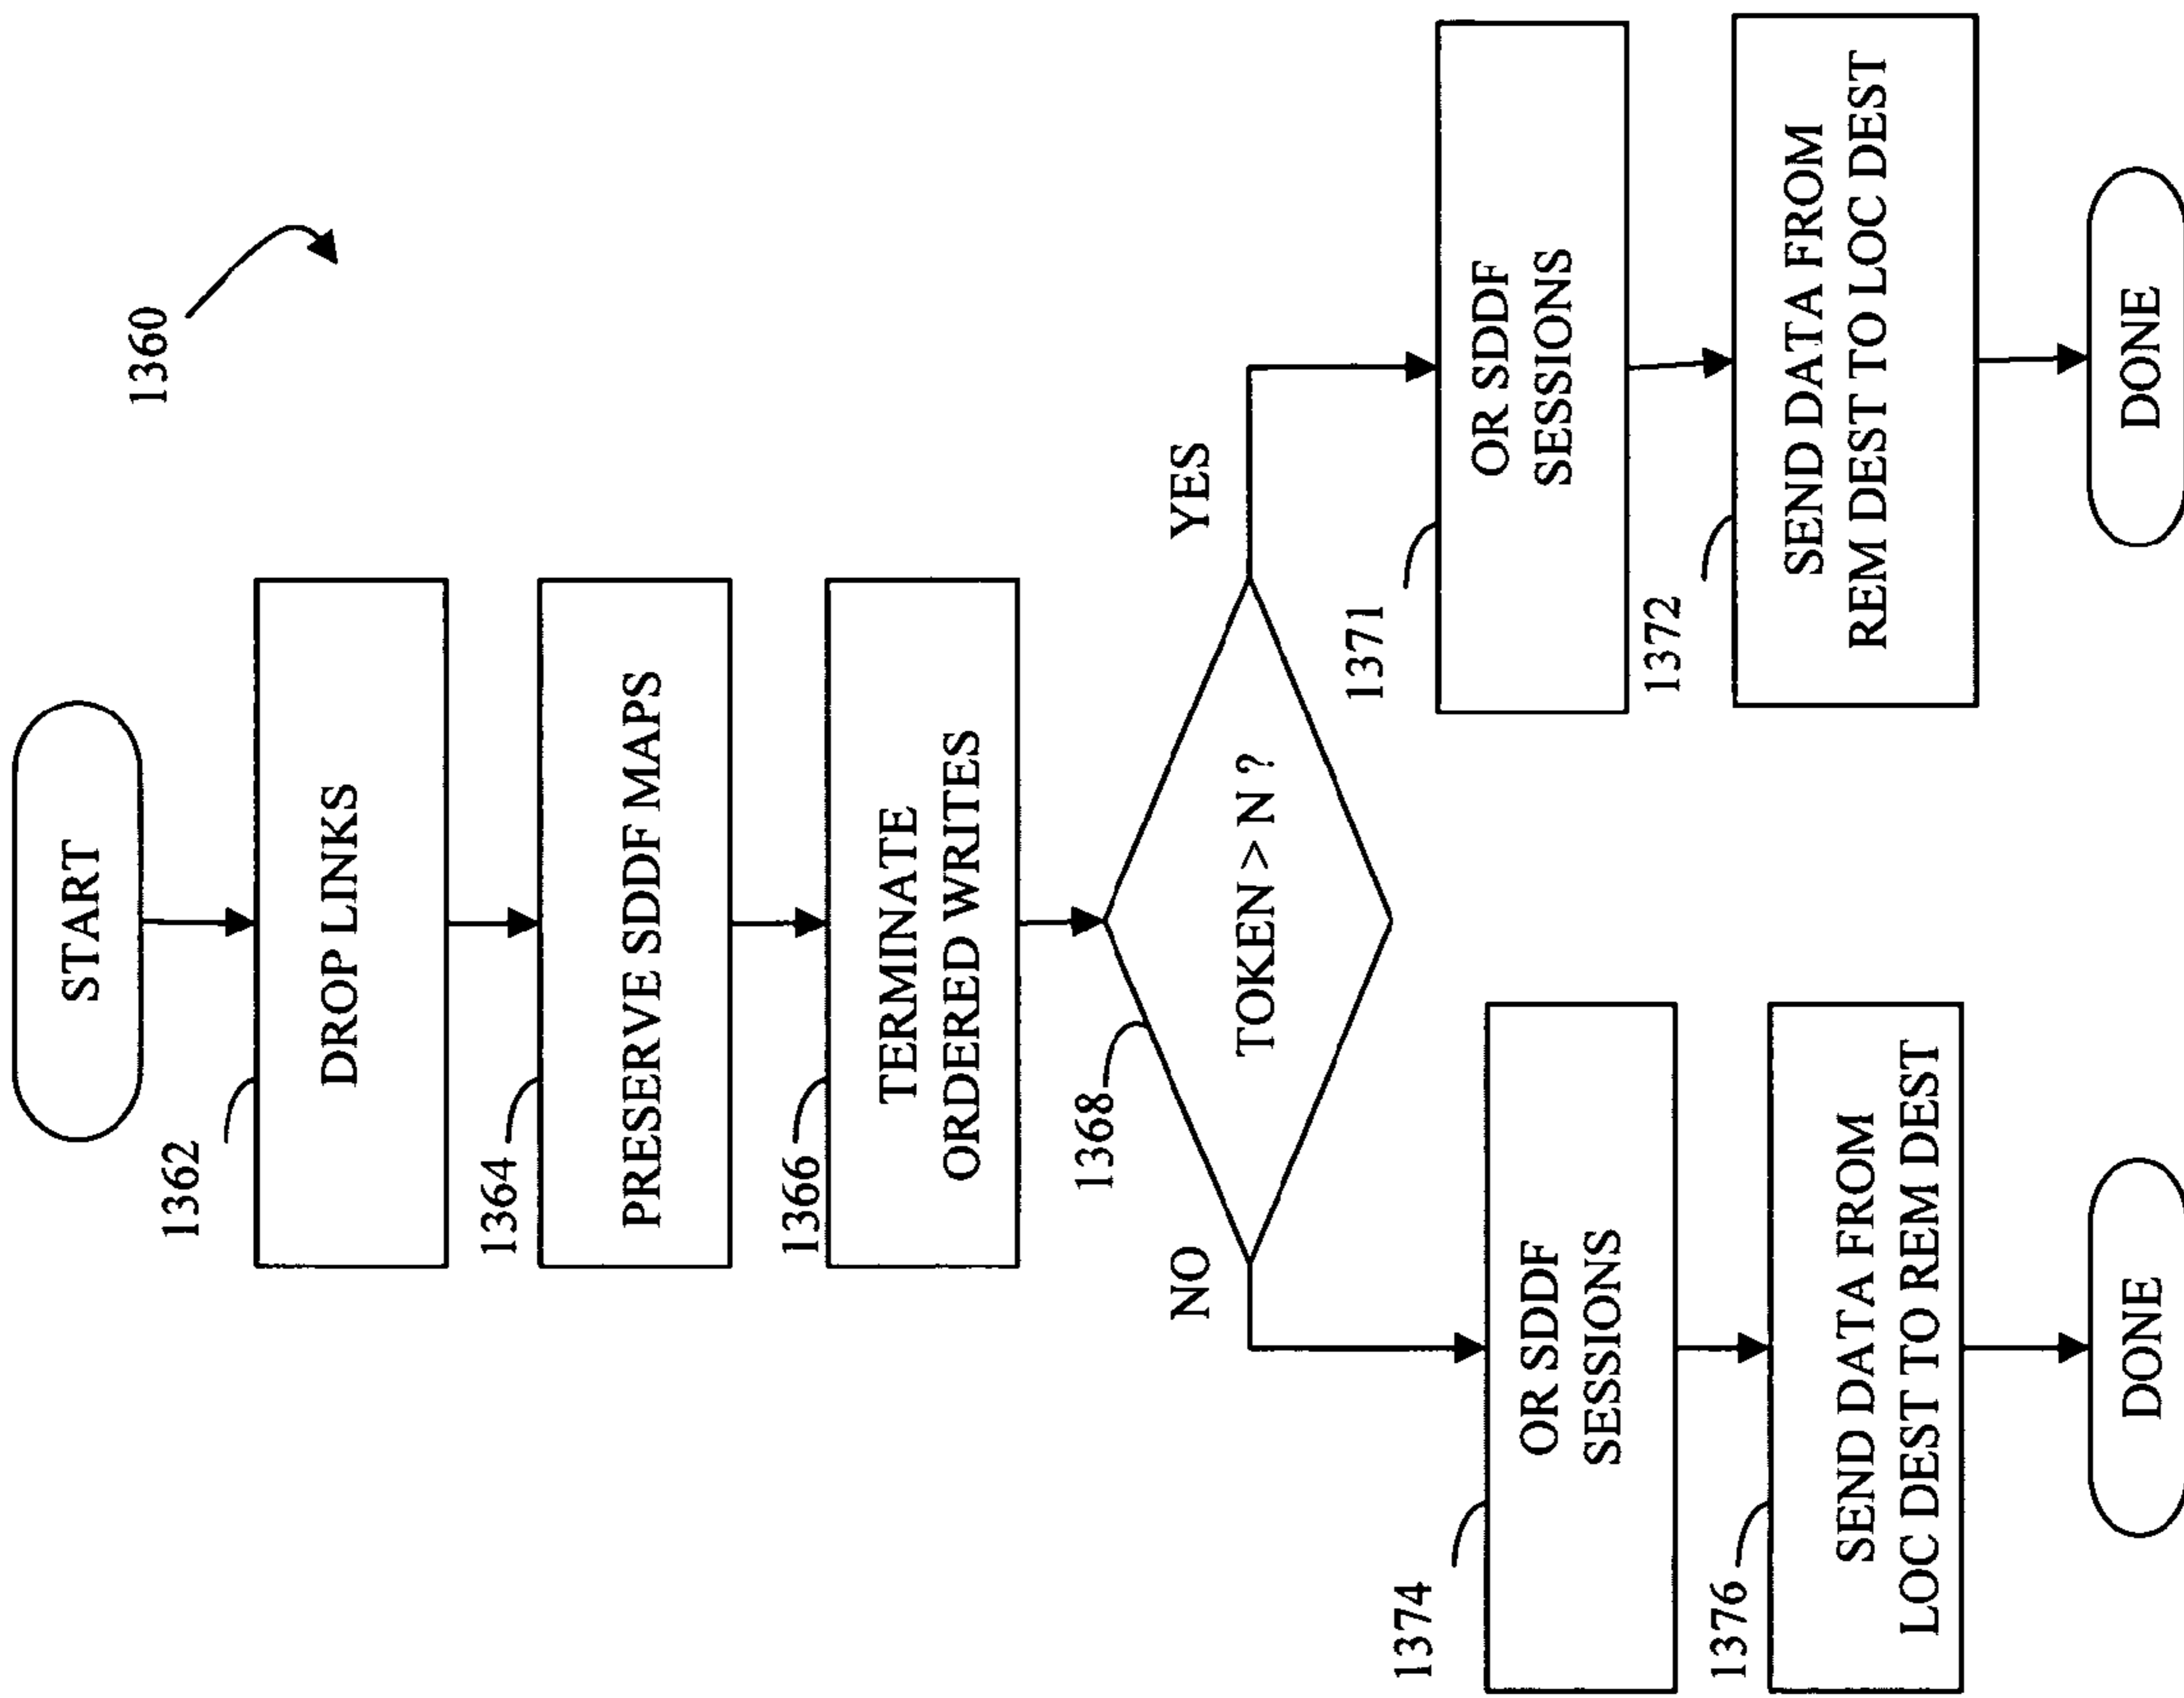 1360
START
1362
DROP LINKS
1364
PRESERVE SDDF MAPS
1366
TERMINATE
ORDERED WRITES
1368
TOKEN > N ?
NO
YES
1374
OR SDDF
SESSIONS
1376
SEND DATA FROM
LOC DEST TO REM DEST
DONE
1371
OR SDDF
SESSIONS
1372
SEND DATA FROM
REM DEST TO LOC DEST
DONE